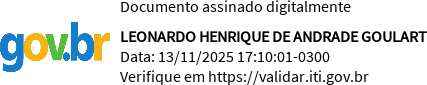 Documento assinado digitalmente
gov.br
LEONARDO HENRIQUE DE ANDRADE GOULART
Data: 13/11/2025 17:10:01-0300
Verifique em https://validar.iti.gov.br